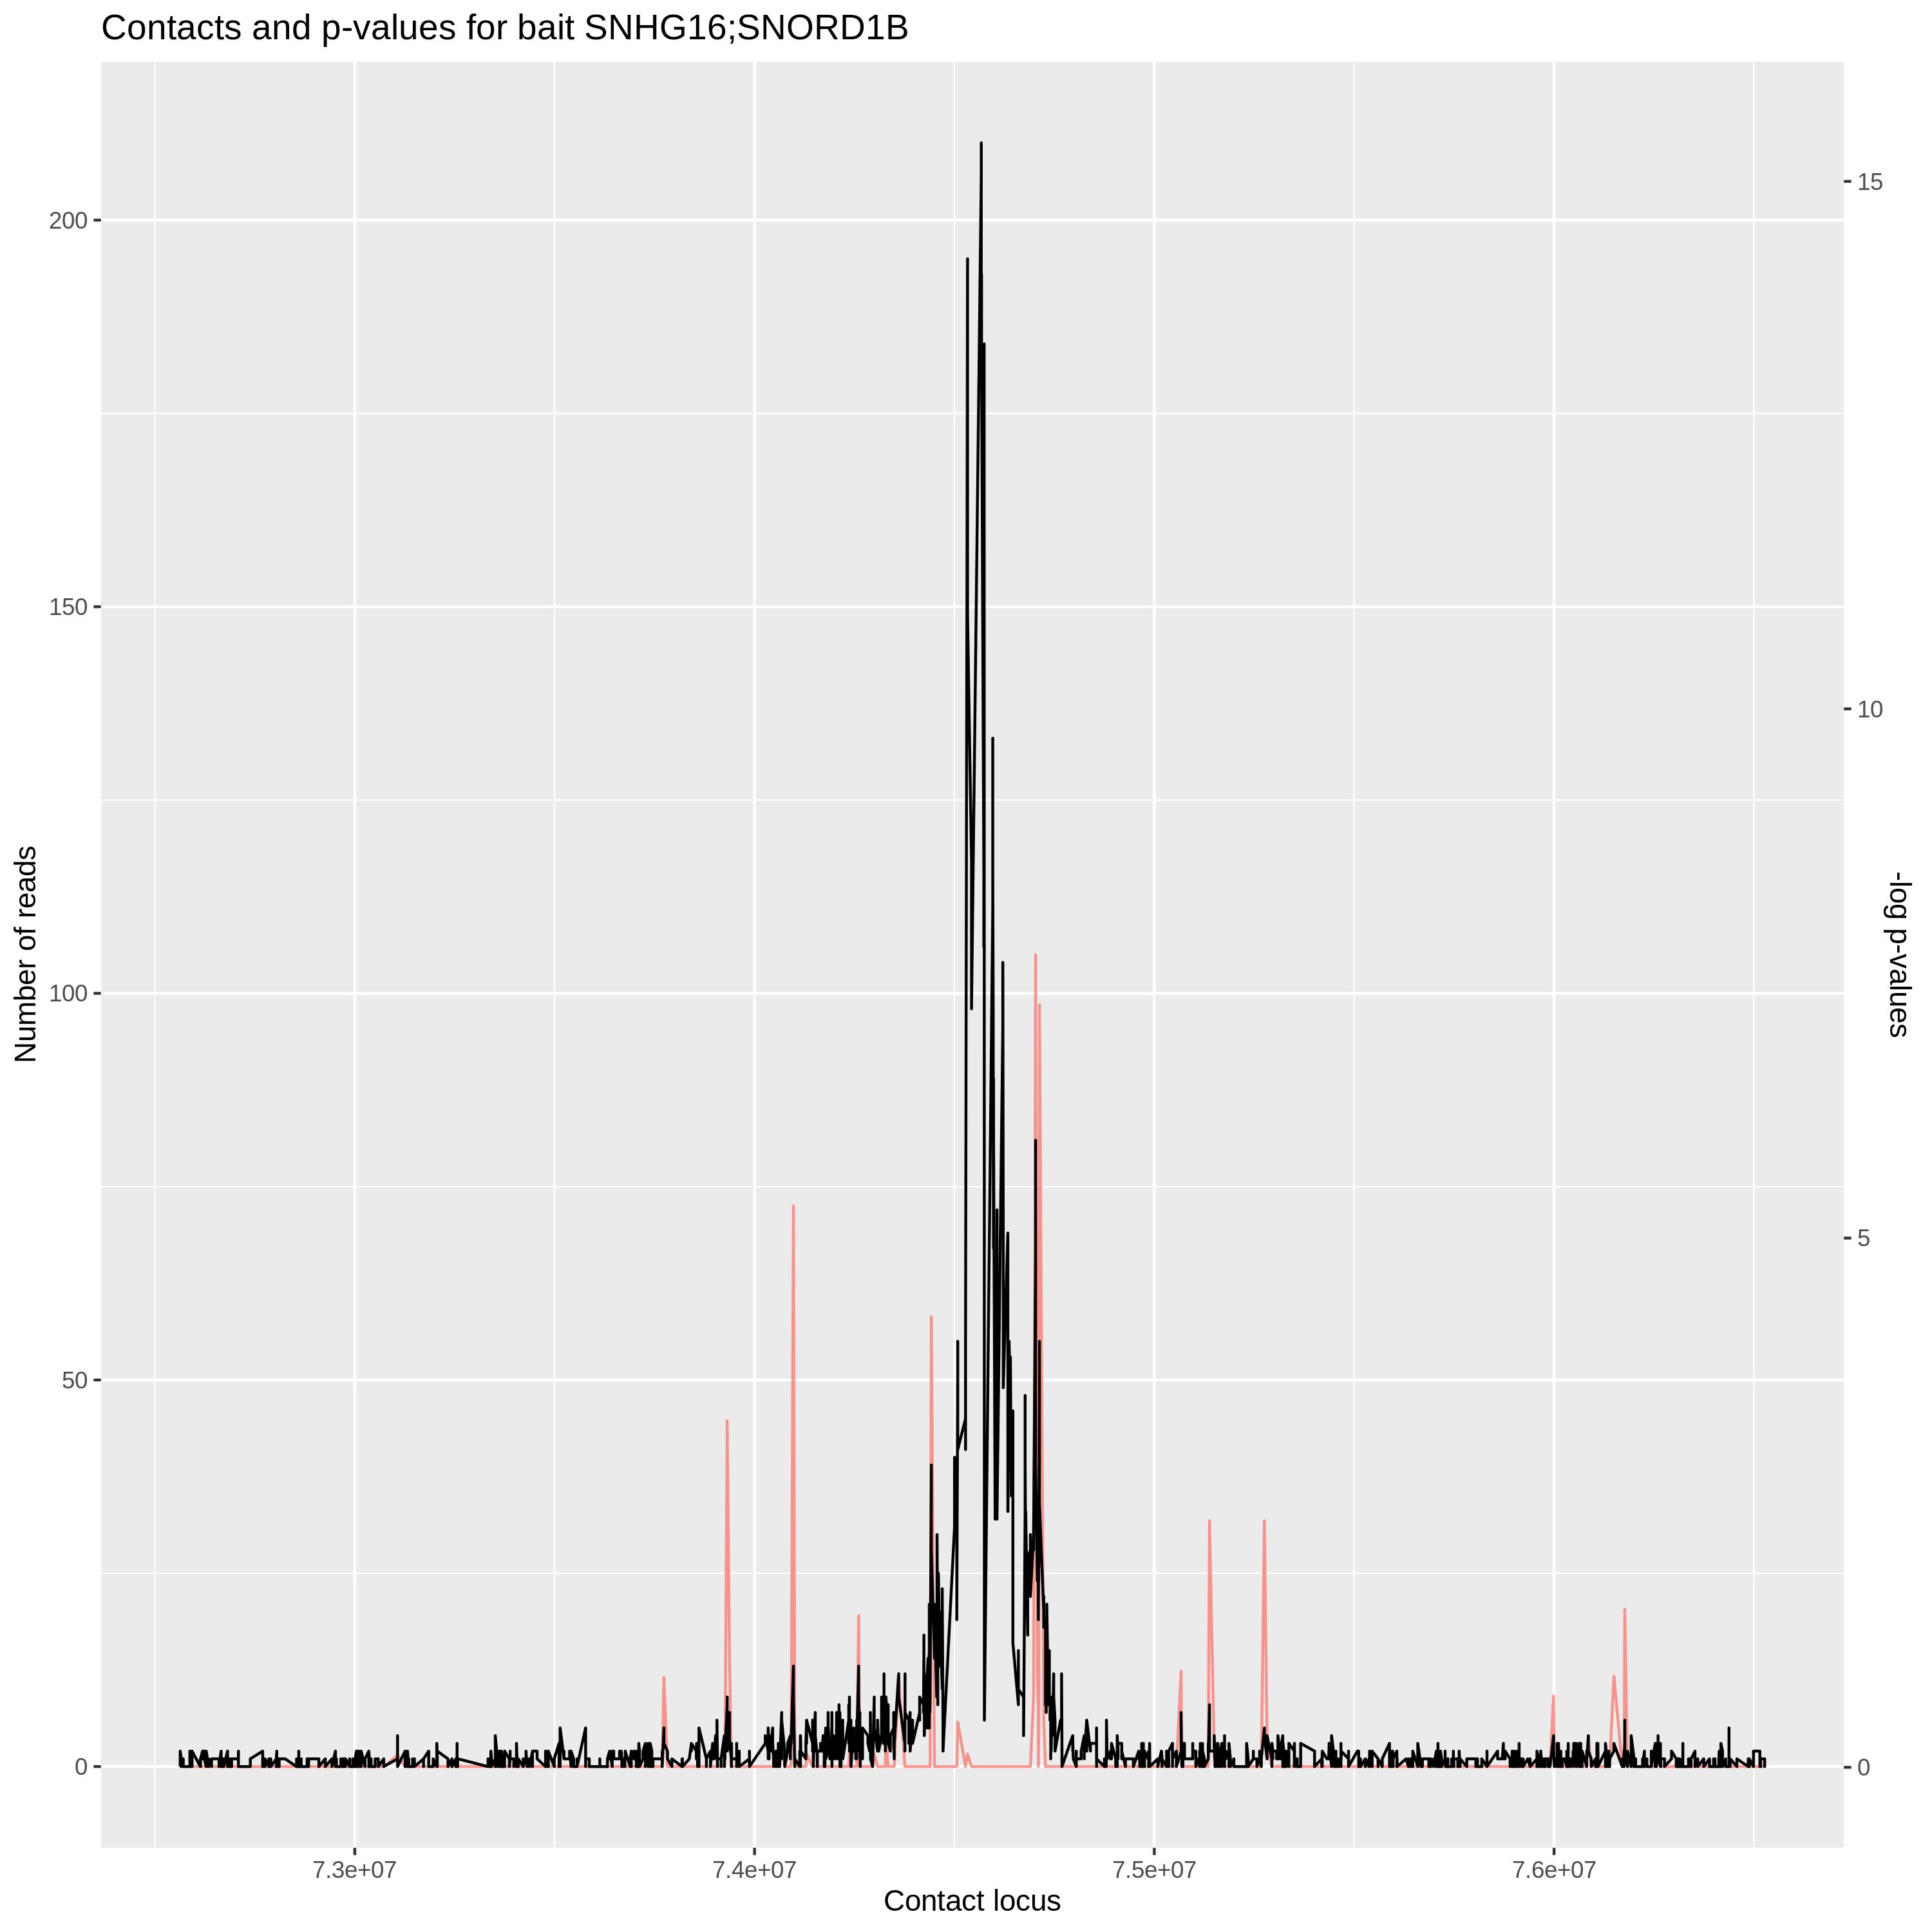 Contacts and p-values for bait SNHG16;SNORD1B
Number of reads
200
150
100
50
0
15
10
5
0
-log p-values
7.3e+07
7.4e+07
7.5e+07
7.6e+07
Contact locus